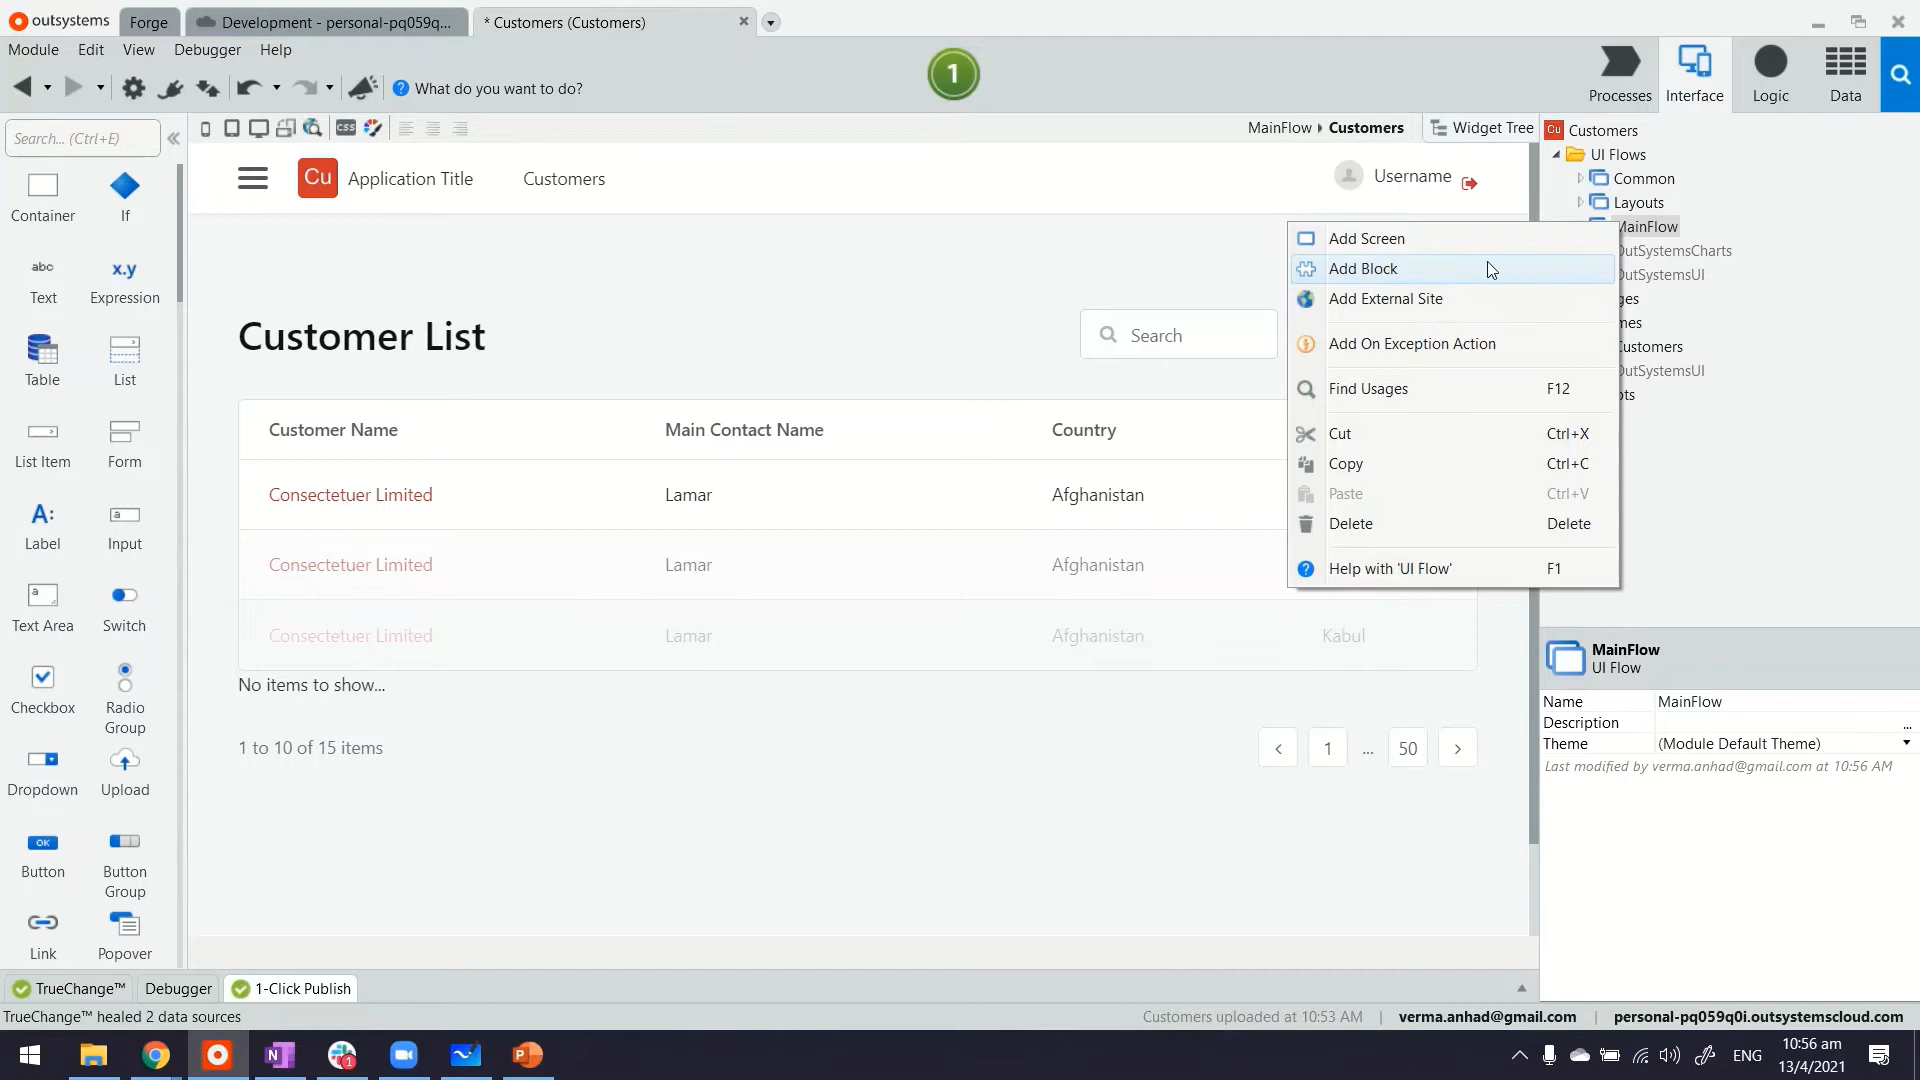 outsystems
Forge
Development - personal-pq059q...
* Customers (Customers)
Module Edit View Debugger Help
What do you want to do?
1
Processes Interface Logic Data
Search... (Ctrl+E)
css
MainFlow Customers
Widget Tree
Cu Application Title Customers Username
Container If
abc x.y
Text Expression
Table List
List Item Form
Label Input
Text Area Switch
Checkbox Radio Group
Dropdown Upload
OK
Button Button Group
Link Popover
Customer List
Search
Customer Name Main Contact Name Country
Consectetuer Limited Lamar Afghanistan
Consectetuer Limited Lamar Afghanistan
Consectetuer Limited Lamar Afghanistan Kabul
No items to show...
1 to 10 of 15 items
< 1 ... 50 >
Add Screen
Add Block
Add External Site
Add On Exception Action
Find Usages F12
Cut Ctrl+X
Copy Ctrl+C
Paste Ctrl+V
Delete Delete
Help with 'UI Flow' F1
Cu Customers
UI Flows
Common
Layouts
MainFlow
OutSystemsCharts
OutSystemsUI
Customers
OutSystemsUI
MainFlow
UI Flow
Name MainFlow
Description ...
Theme (Module Default Theme)
Last modified by verma.anhad@gmail.com at 10:56 AM
TrueChange™ Debugger 1-Click Publish
TrueChange™ healed 2 data sources
Customers uploaded at 10:53 AM | verma.anhad@gmail.com | personal-pq059q0i.outsystemscloud.com
ENG
10:56 am
13/4/2021